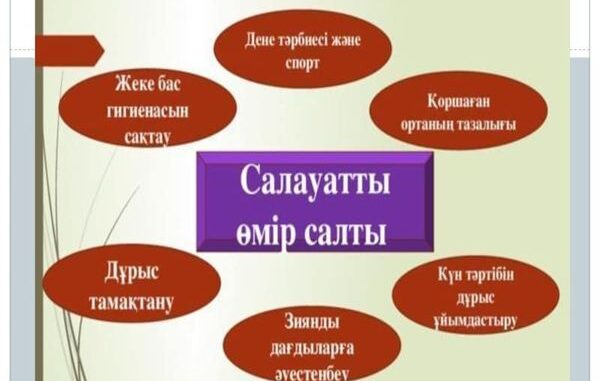 Дене тәрбиесі және
спорт
Жеке бас
гигиенасын
сақтау
Қоршаған
ортаның тазалығы
Салауатты
өмір салты
Дұрыс
тамақтану
Күн тәртібін
дұрыс
ұйымдастыру
Зиянды
дағдыларға
әуестенбеу